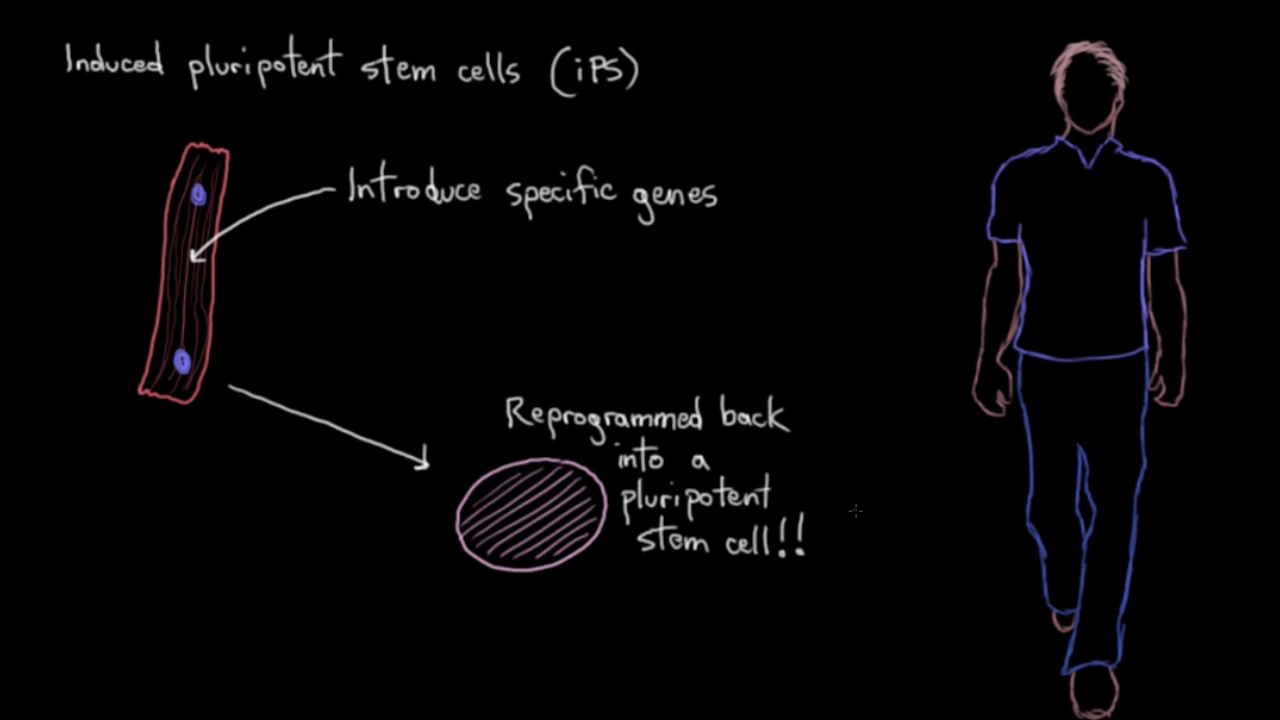 Induced pluripotent stem cells (iPS)
Introduce specific genes
Reprogrammed back
into a
pluripotent
stem cell!!